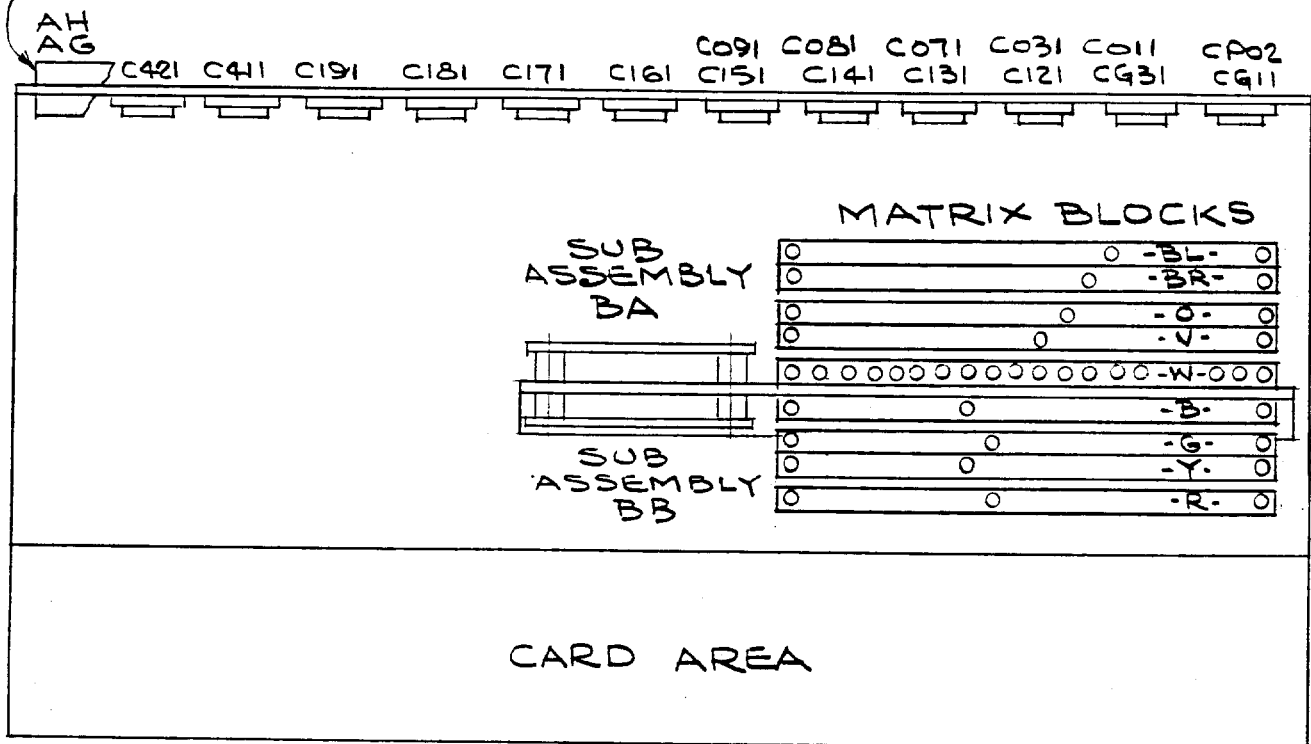 AH
AG
C091 C081 C071 C031 C011 CP02
C421 C411 C191 C181 C171 C161 C151 C141 C131 C121 CG31 CG11
MATRIX BLOCKS
SUB
ASSEMBLY
BA
-BL-
-BR-
-O-
-V-
-W-
-B-
-G-
-Y-
-R-
SUB
ASSEMBLY
BB
CARD AREA